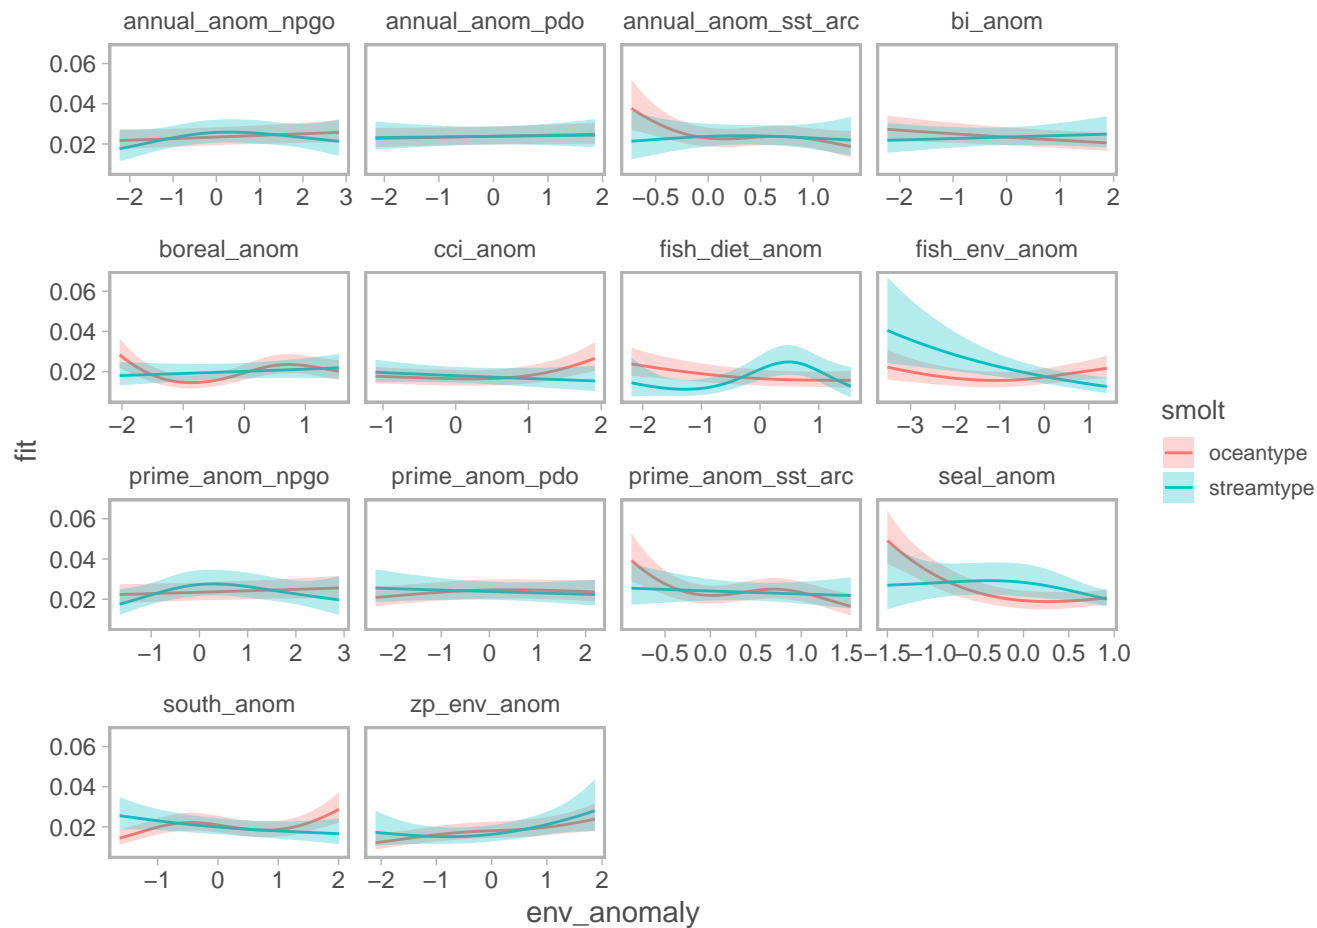 annual_anom_npgo annual_anom_pdo annual_anom_sst_arc bi_anom
0.06
0.04
0.02
−2 −1 0 1 2 3 −2 −1 0 1 2 −0.5 0.0 0.5 1.0 −2 −1 0 1 2
boreal_anom cci_anom fish_diet_anom fish_env_anom
0.06
0.04
0.02
−2 −1 0 1 −1 0 1 2 −2 −1 0 1 −3 −2 −1 0 1
fit
smolt
oceantype
streamtype
prime_anom_npgo prime_anom_pdo prime_anom_sst_arc seal_anom
0.06
0.04
0.02
−1 0 1 2 3 −2 −1 0 1 2 −0.5 0.0 0.5 1.0 1.5 −1.5 −1.0 −0.5 0.0 0.5 1.0
south_anom zp_env_anom
0.06
0.04
0.02
−1 0 1 2 −2 −1 0 1 2
env_anomaly